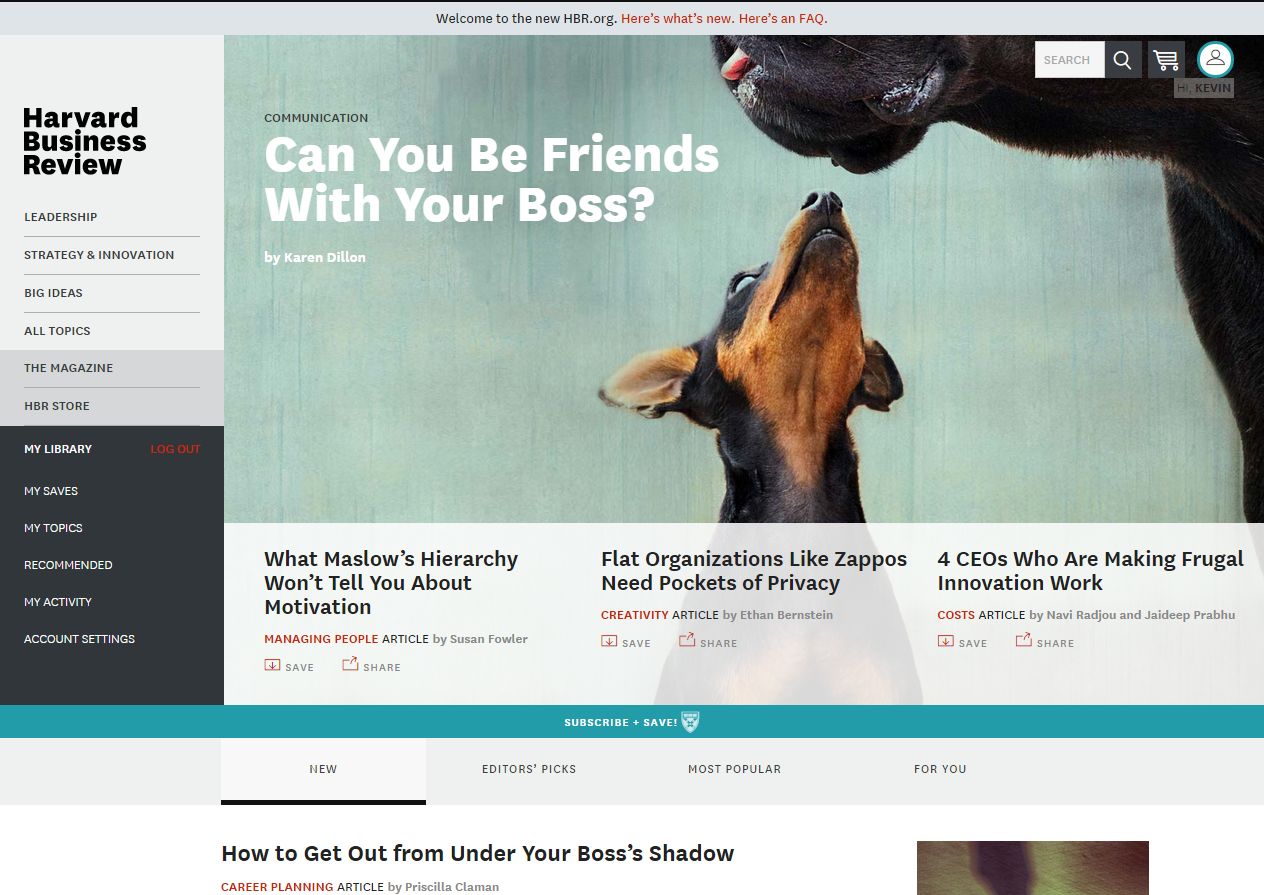 Welcome to the new HBR.org. Here's what's new. Here's an FAQ.
SEARCH
HI, KEVIN
Harvard
Business
Review
LEADERSHIP
STRATEGY & INNOVATION
BIG IDEAS
ALL TOPICS
THE MAGAZINE
HBR STORE
MY LIBRARY LOG OUT
MY SAVES
MY TOPICS
RECOMMENDED
MY ACTIVITY
ACCOUNT SETTINGS
COMMUNICATION
Can You Be Friends
With Your Boss?
by Karen Dillon
What Maslow's Hierarchy
Won't Tell You About
Motivation
MANAGING PEOPLE ARTICLE by Susan Fowler
SAVE SHARE
Flat Organizations Like Zappos
Need Pockets of Privacy
CREATIVITY ARTICLE by Ethan Bernstein
SAVE SHARE
4 CEOs Who Are Making Frugal
Innovation Work
COSTS ARTICLE by Navi Radjou and Jaideep Prabhu
SAVE SHARE
SUBSCRIBE + SAVE!
NEW EDITORS' PICKS MOST POPULAR FOR YOU
How to Get Out from Under Your Boss's Shadow
CAREER PLANNING ARTICLE by Priscilla Claman